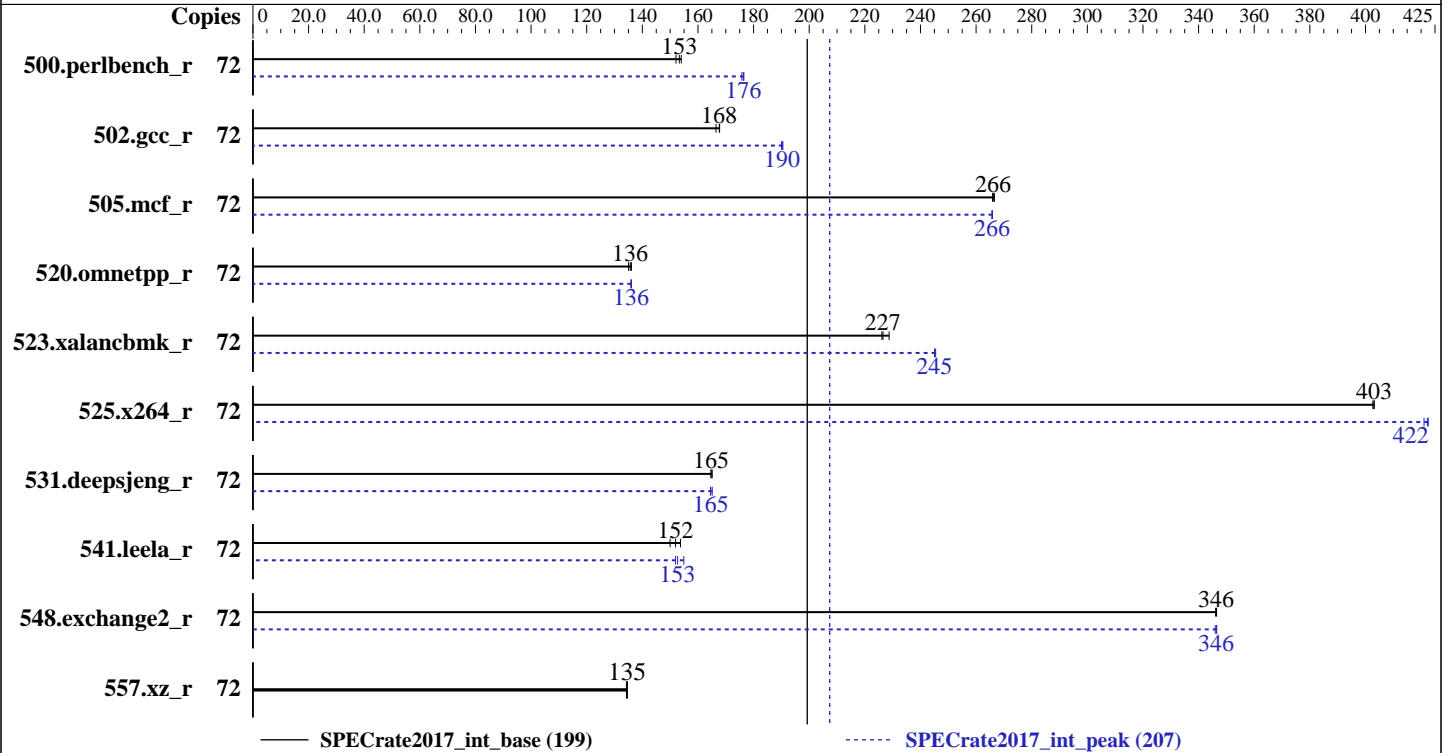 Copies 0 20.0 40.0 60.0 80.0 100 120 140 160 180 200 220 240 260 280 300 320 340 360 380 400 425
153
500.perlbench_r 72
176
168
502.gcc_r 72
190
266
505.mcf_r 72
266
136
520.omnetpp_r 72
136
227
523.xalancbmk_r 72
245
403
525.x264_r 72
422
165
531.deepsjeng_r 72
165
152
541.leela_r 72
153
346
548.exchange2_r 72
346
135
557.xz_r 72
SPECrate2017_int_base (199) SPECrate2017_int_peak (207)